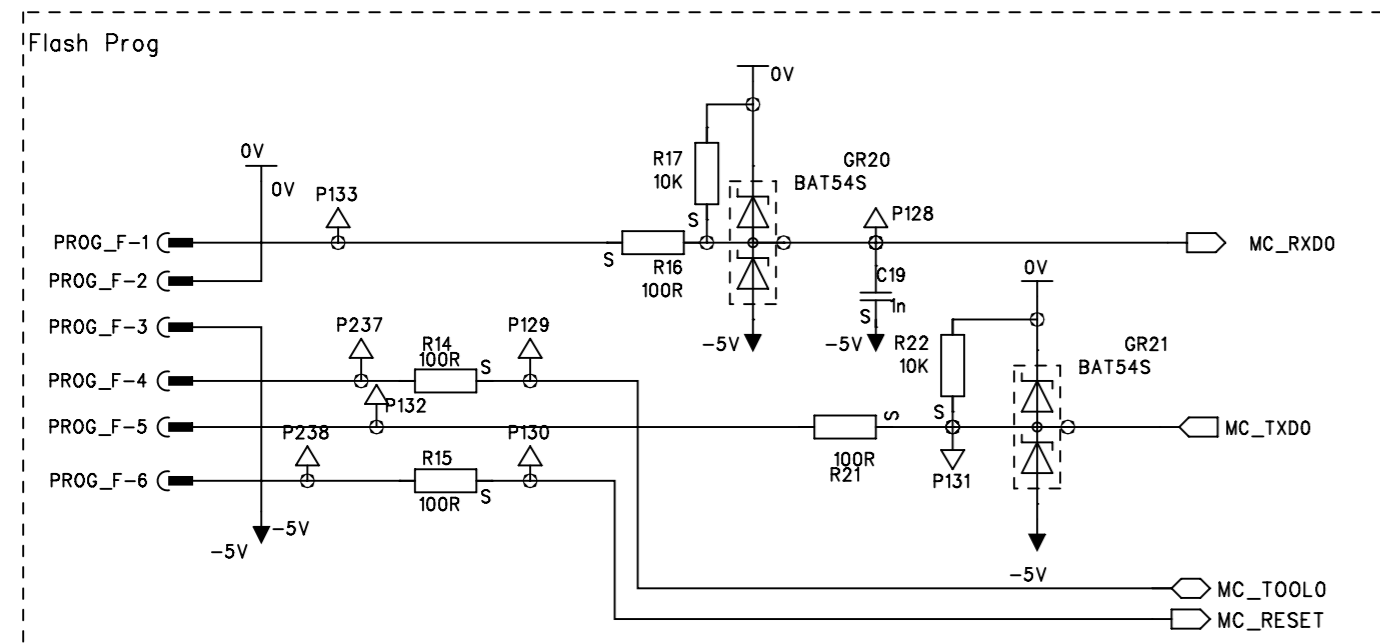 Flash Prog
0V
R17
10K
GR20
BAT54S
0V
0V
P133
S
P128
PROG_F-1
S
R16
100R
MC_RXD0
PROG_F-2
C19
1n
S
0V
PROG_F-3
P237
R14
100R
S
P129
-5V
-5V
R22
10K
GR21
BAT54S
PROG_F-4
P132
S
S
PROG_F-5
MC_TXD0
P238
R15
P130
100R
R21
P131
PROG_F-6
100R
S
-5V
-5V
-5V
MC_TOOL0
MC_RESET